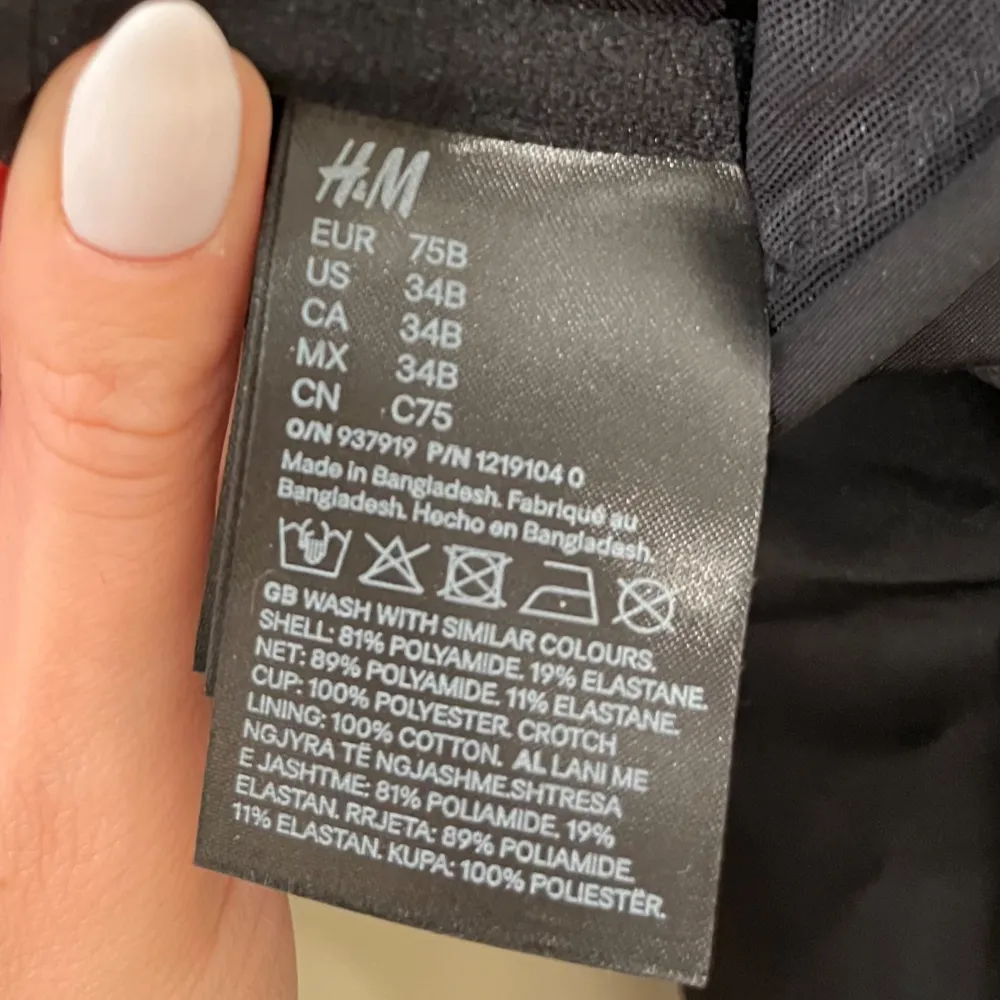 H&M
EUR 75B
US 34B
CA 34B
MX 34B
CN C75
O/N 937919 P/N 1219104 0
Made in Bangladesh. Fabriqué au
Bangladesh. Hecho en Bangladesh.
GB WASH WITH SIMILAR COLOURS.
SHELL: 81% POLYAMIDE. 19% ELASTANE.
NET: 89% POLYAMIDE. 11% ELASTANE.
CUP: 100% POLYESTER. CROTCH
LINING: 100% COTTON. AL LANI ME
NGJYRA TË NGJASHME.SHTRESA
E JASHTME: 81% POLIAMIDE. 19%
ELASTAN. RRJETA: 89% POLIAMIDE.
11% ELASTAN. KUPA: 100% POLIESTËR.